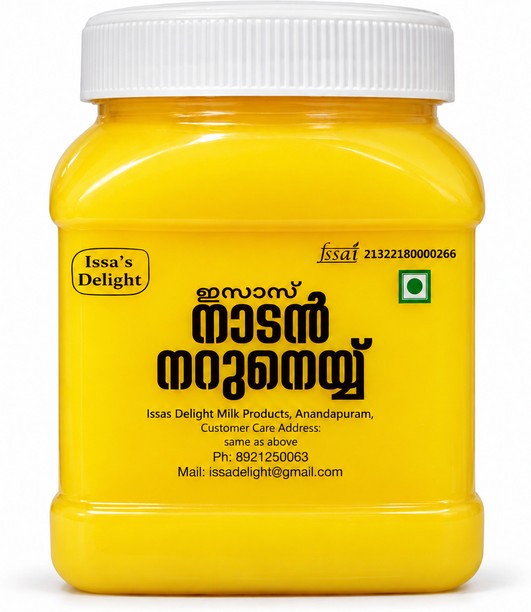 Issa's
Delight
fssai 21322180000266
ഇസാസ്
നാടൻ
നറുനെയ്യ്
Issas Delight Milk Products, Anandapuram,
Customer Care Address:
same as above
Ph: 8921250063
Mail: issadelight@gmail.com